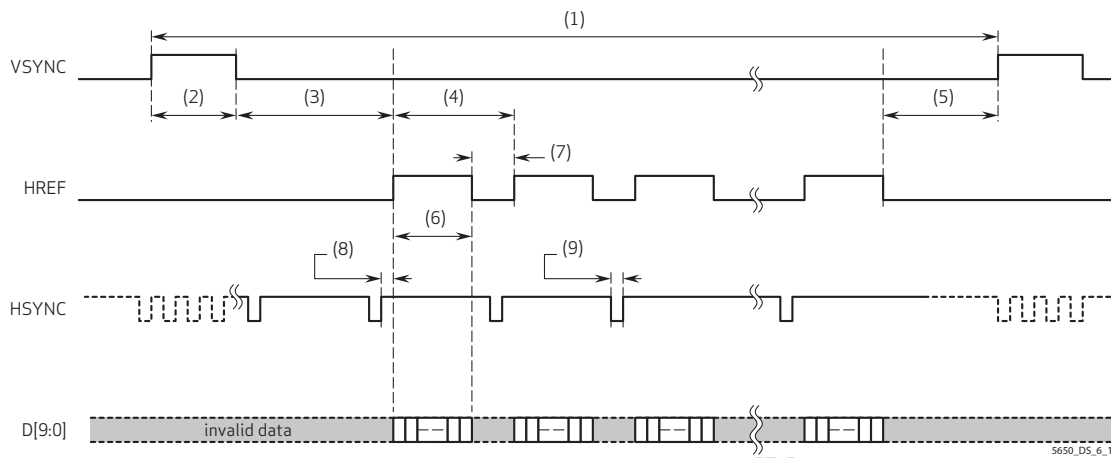 (1)
VSYNC
(2) (3) (4) (5)
(7)
HREF
(6)
(8) (9)
HSYNC
D[9:0] invalid data
5650_DS_6_1